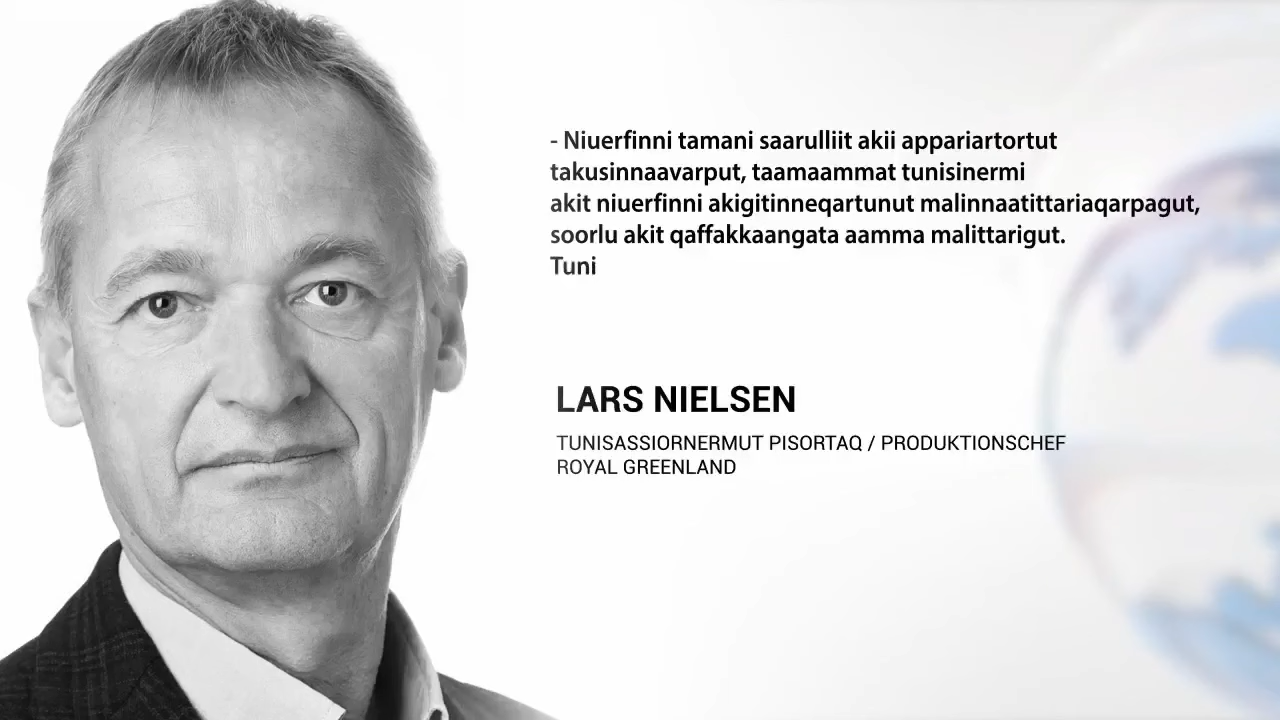 - Niuerfinni tamani saarulliit akii appariartortut
takusinnaavarput, taamaammat tunisinermi
akit niuerfinni akigitinneqartunut malinnaatittariaqarpagut,
soorlu akit qaffakkaangata aamma malittarigut.
Tuni
LARS NIELSEN
TUNISASSIORNERMUT PISORTAQ / PRODUKTIONSCHEF
ROYAL GREENLAND